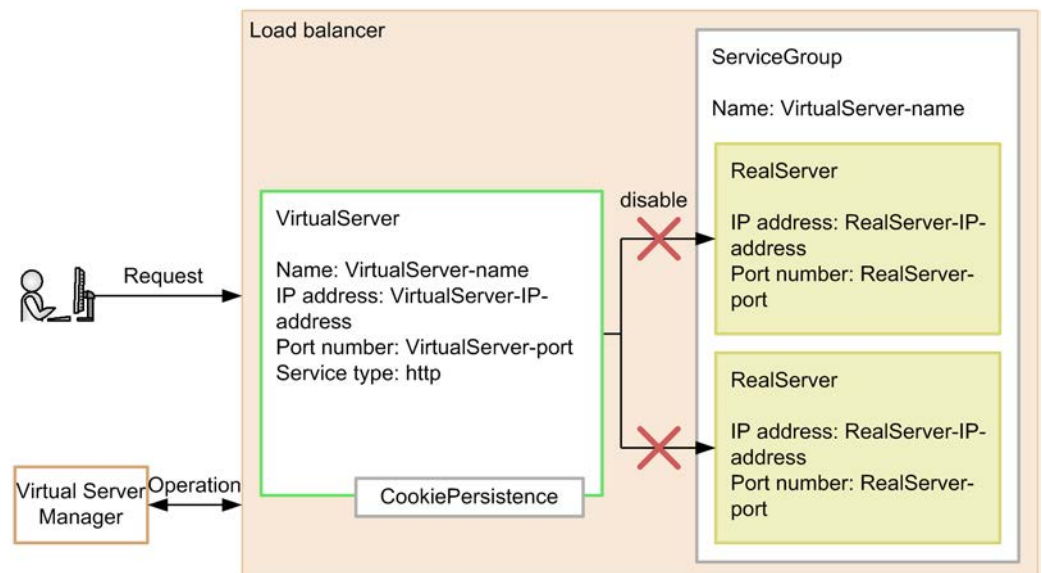 Load balancer
ServiceGroup
Name: VirtualServer-name
RealServer
IP address: RealServer-IP-
address
Port number: RealServer-
port
disable
VirtualServer
Name: VirtualServer-name
IP address: VirtualServer-IP-
address
Port number: VirtualServer-port
Service type: http
Request
RealServer
IP address: RealServer-IP-
address
Port number: RealServer-
port
CookiePersistence
Virtual Server
Manager
Operation